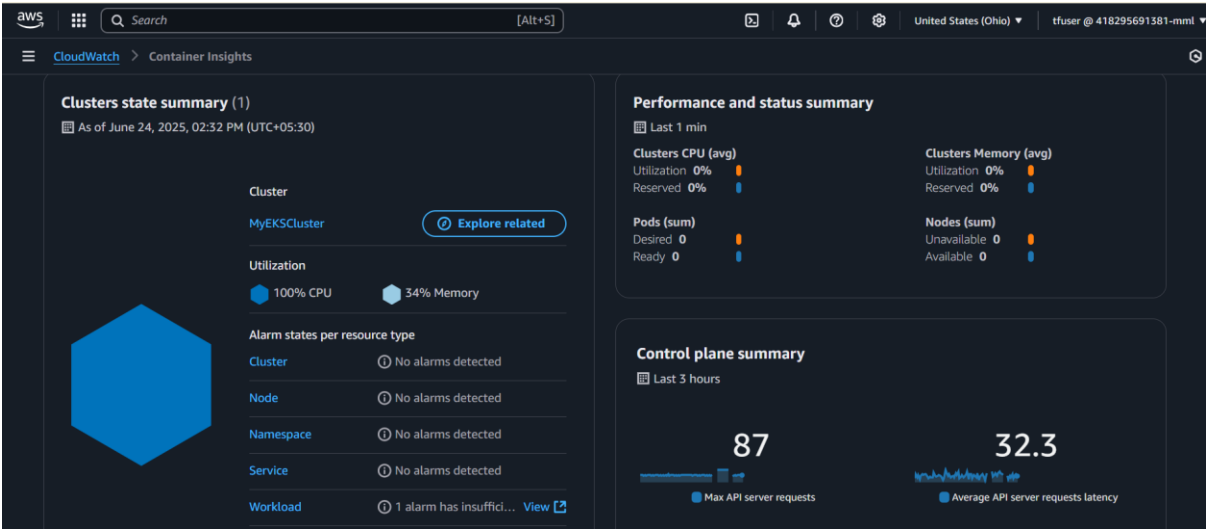 aws
Search [Alt+S]
United States (Ohio)
tfuser @ 418295691381-mml
CloudWatch > Container Insights
Clusters state summary (1)
As of June 24, 2025, 02:32 PM (UTC+05:30)
Cluster
MyEKSCluster
Explore related
Utilization
100% CPU
34% Memory
Alarm states per resource type
Cluster No alarms detected
Node No alarms detected
Namespace No alarms detected
Service No alarms detected
Workload 1 alarm has insuffici... View
Performance and status summary
Last 1 min
Clusters CPU (avg)
Utilization 0%
Reserved 0%
Clusters Memory (avg)
Utilization 0%
Reserved 0%
Pods (sum)
Desired 0
Ready 0
Nodes (sum)
Unavailable 0
Available 0
Control plane summary
Last 3 hours
87
Max API server requests
32.3
Average API server requests latency